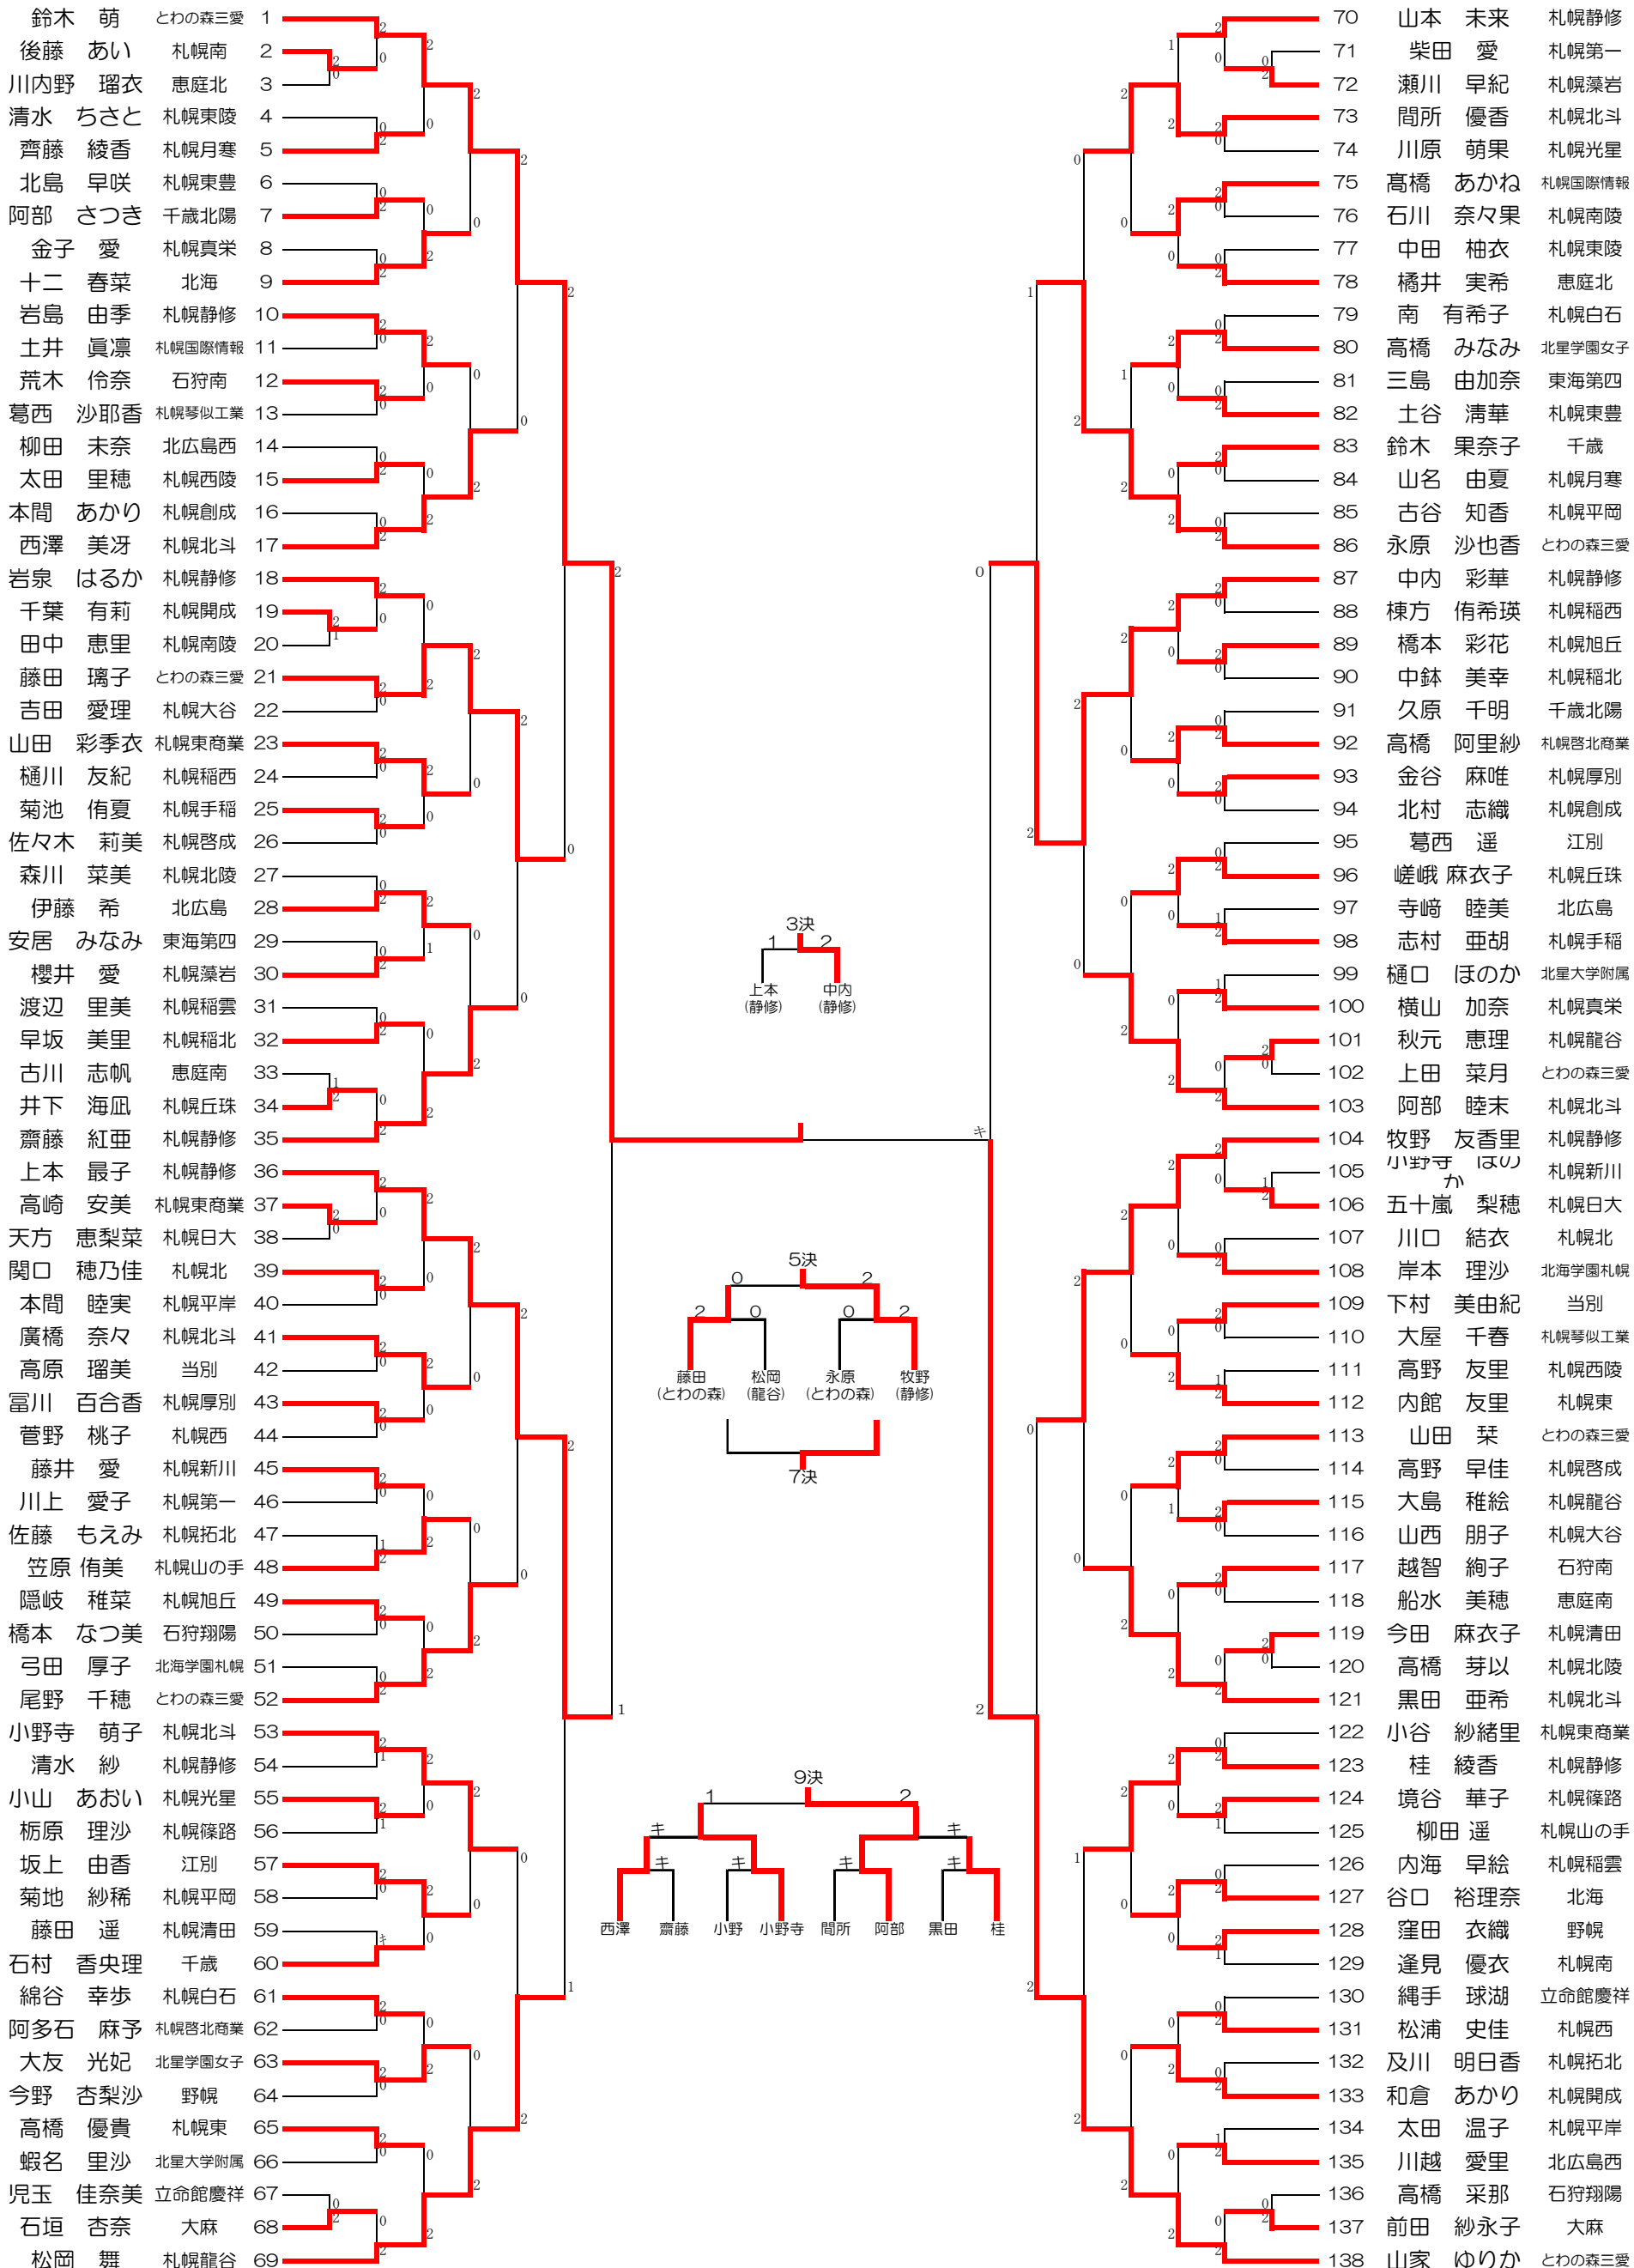 鈴木　萌 とわの森三愛 1
後藤　あい 札幌南 2
川内野　瑠衣 恵庭北 3
清水　ちさと 札幌東陵 4
齊藤　綾香 札幌月寒 5
北島　早咲 札幌東豊 6
阿部　さつき 千歳北陽 7
金子　愛 札幌真栄 8
十二　春菜 北海 9
岩島　由季 札幌静修 10
土井　眞凛 札幌国際情報 11
荒木　伶奈 石狩南 12
葛西　沙耶香 札幌琴似工業 13
柳田　未奈 北広島西 14
太田　里穂 札幌西陵 15
本間　あかり 札幌創成 16
西澤　美冴 札幌北斗 17
岩泉　はるか 札幌静修 18
千葉　有莉 札幌開成 19
田中　恵里 札幌南陵 20
藤田　璃子 とわの森三愛 21
吉田　愛理 札幌大谷 22
山田　彩季衣 札幌東商業 23
樋川　友紀 札幌稲西 24
菊池　侑夏 札幌手稲 25
佐々木　莉美 札幌啓成 26
森川　菜美 札幌北陵 27
伊藤　希 北広島 28
安居　みなみ 東海第四 29
櫻井　愛 札幌藻岩 30
渡辺　里美 札幌稲雲 31
早坂　美里 札幌稲北 32
古川　志帆 恵庭南 33
井下　海凪 札幌丘珠 34
齋藤　紅亜 札幌静修 35
上本　最子 札幌静修 36
高崎　安美 札幌東商業 37
天方　恵梨菜 札幌日大 38
関口　穂乃佳 札幌北 39
本間　睦実 札幌平岸 40
廣橋　奈々 札幌北斗 41
高原　瑠美 当別 42
冨川　百合香 札幌厚別 43
菅野　桃子 札幌西 44
藤井　愛 札幌新川 45
川上　愛子 札幌第一 46
佐藤　もえみ 札幌拓北 47
笠原 侑美 札幌山の手 48
隠岐　稚菜 札幌旭丘 49
橋本　なつ美 石狩翔陽 50
弓田　厚子 北海学園札幌 51
尾野　千穂 とわの森三愛 52
小野寺　萌子 札幌北斗 53
清水　紗 札幌静修 54
小山　あおい 札幌光星 55
栃原　理沙 札幌篠路 56
坂上　由香 江別 57
菊地　紗稀 札幌平岡 58
藤田　遥 札幌清田 59
石村　香央理 千歳 60
綿谷　幸歩 札幌白石 61
阿多石　麻予 札幌啓北商業 62
大友　光妃 北星学園女子 63
今野　杏梨沙 野幌 64
高橋　優貴 札幌東 65
蝦名　里沙 北星大学附属 66
児玉　佳奈美 立命館慶祥 67
石垣　杏奈 大麻 68
松岡　舞 札幌龍谷 69
3決
1 2
上本 中内
(静修) (静修)
キ
5決
0 2
2 0 0 2
藤田 松岡 永原 牧野
(とわの森) (龍谷) (とわの森) (静修)
7決
9決
1 2
キ キ
キ キ キ キ
西澤 齋藤 小野 小野寺 間所 阿部 黒田 桂
70 山本　未来 札幌静修
71 柴田　愛 札幌第一
72 瀬川　早紀 札幌藻岩
73 間所　優香 札幌北斗
74 川原　萌果 札幌光星
75 髙橋　あかね 札幌国際情報
76 石川　奈々果 札幌南陵
77 中田　柚衣 札幌東陵
78 橘井　実希 恵庭北
79 南　有希子 札幌白石
80 高橋　みなみ 北星学園女子
81 三島　由加奈 東海第四
82 土谷　清華 札幌東豊
83 鈴木　果奈子 千歳
84 山名　由夏 札幌月寒
85 古谷　知香 札幌平岡
86 永原　沙也香 とわの森三愛
87 中内　彩華 札幌静修
88 棟方　侑希瑛 札幌稲西
89 橋本　彩花 札幌旭丘
90 中鉢　美幸 札幌稲北
91 久原　千明 千歳北陽
92 高橋　阿里紗 札幌啓北商業
93 金谷　麻唯 札幌厚別
94 北村　志織 札幌創成
95 葛西　遥 江別
96 嵯峨 麻衣子 札幌丘珠
97 寺﨑　睦美 北広島
98 志村　亜胡 札幌手稲
99 樋口　ほのか 北星大学附属
100 横山　加奈 札幌真栄
101 秋元　恵理 札幌龍谷
102 上田　菜月 とわの森三愛
103 阿部　睦末 札幌北斗
104 牧野　友香里 札幌静修
105 小野寺　ほのか 札幌新川
106 五十嵐　梨穂 札幌日大
107 川口　結衣 札幌北
108 岸本　理沙 北海学園札幌
109 下村　美由紀 当別
110 大屋　千春 札幌琴似工業
111 高野　友里 札幌西陵
112 内館　友里 札幌東
113 山田　栞 とわの森三愛
114 高野　早佳 札幌啓成
115 大島　稚絵 札幌龍谷
116 山西　朋子 札幌大谷
117 越智　絢子 石狩南
118 船水　美穂 恵庭南
119 今田　麻衣子 札幌清田
120 高橋　芽以 札幌北陵
121 黒田　亜希 札幌北斗
122 小谷　紗緒里 札幌東商業
123 桂　綾香 札幌静修
124 境谷　華子 札幌篠路
125 柳田 遥 札幌山の手
126 内海　早絵 札幌稲雲
127 谷口　裕理奈 北海
128 窪田　衣織 野幌
129 逢見　優衣 札幌南
130 縄手　球湖 立命館慶祥
131 松浦　史佳 札幌西
132 及川　明日香 札幌拓北
133 和倉　あかり 札幌開成
134 太田　温子 札幌平岸
135 川越　愛里 北広島西
136 高橋　采那 石狩翔陽
137 前田　紗永子 大麻
138 山家　ゆりか とわの森三愛